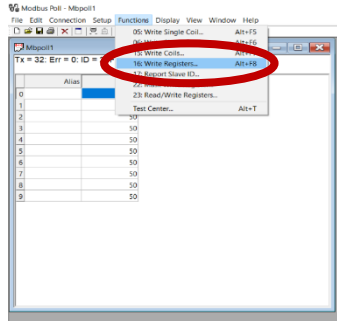 Modbus Poll - Mbpoll1
File Edit Connection Setup Functions Display View Window Help
05: Write Single Coil... Alt+F5
06: Alt+F6
Mbpoll1
15: Write Coils...
Tx = 32: Err = 0: ID =
16: Write Registers... Alt+F8
17: Report Slave ID...
Alias
23: Read/Write Registers...
0
Test Center... Alt+T
1
2 50
3 50
4 50
5 50
6 50
7 50
8 50
9 50